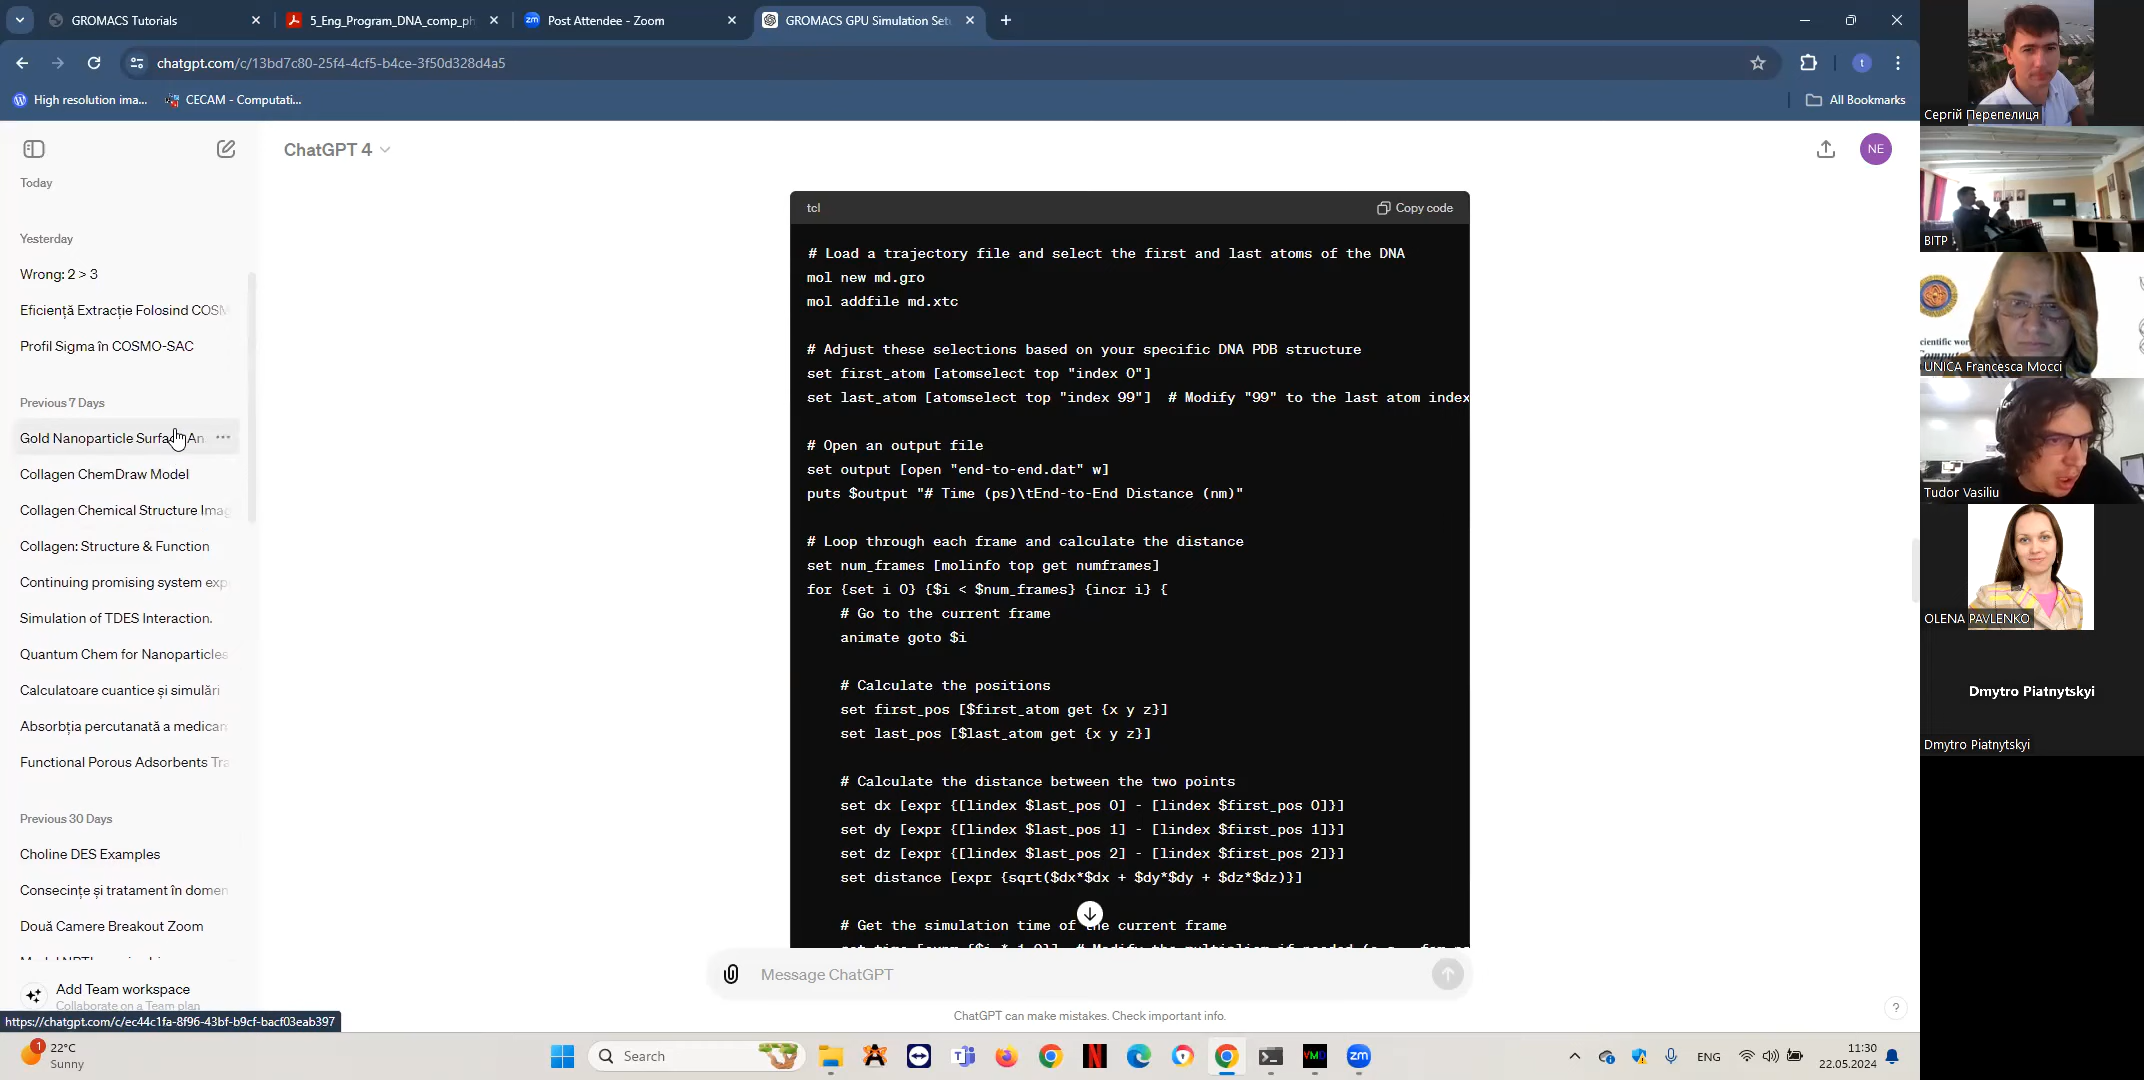 GROMACS Tutorials
5_Eng_Program_DNA_comp_ph
Post Attendee - Zoom
GROMACS GPU Simulation Set
chatgpt.com/c/13bd7c80-25f4-4cf5-b4ce-3f50d328d4a5
High resolution ima...
CECAM - Computati...
All Bookmarks
ChatGPT 4
NE
Today
Yesterday
Wrong: 2 > 3
Eficiență Extracție Folosind COSM
Profil Sigma în COSMO-SAC
Previous 7 Days
Gold Nanoparticle Surface An
Collagen ChemDraw Model
Collagen Chemical Structure Imag
Collagen: Structure & Function
Continuing promising system exp
Simulation of TDES Interaction.
Quantum Chem for Nanoparticles
Calculatoare cuantice și simulări
Absorbția percutanată a medicam
Functional Porous Adsorbents Tra
Previous 30 Days
Choline DES Examples
Consecințe și tratament în domen
Două Camere Breakout Zoom
Add Team workspace
Collaborate on a Team plan
https://chatgpt.com/c/ec44c1fa-8f96-43bf-b9cf-bacf03eab397
tcl
Copy code
# Load a trajectory file and select the first and last atoms of the DNA
mol new md.gro
mol addfile md.xtc
# Adjust these selections based on your specific DNA PDB structure
set first_atom [atomselect top "index 0"]
set last_atom [atomselect top "index 99"]  # Modify "99" to the last atom index
# Open an output file
set output [open "end-to-end.dat" w]
puts $output "# Time (ps)\tEnd-to-End Distance (nm)"
# Loop through each frame and calculate the distance
set num_frames [molinfo top get numframes]
for {set i 0} {$i < $num_frames} {incr i} {
# Go to the current frame
animate goto $i
# Calculate the positions
set first_pos [$first_atom get {x y z}]
set last_pos [$last_atom get {x y z}]
# Calculate the distance between the two points
set dx [expr {[lindex $last_pos 0] - [lindex $first_pos 0]}]
set dy [expr {[lindex $last_pos 1] - [lindex $first_pos 1]}]
set dz [expr {[lindex $last_pos 2] - [lindex $first_pos 2]}]
set distance [expr {sqrt($dx*$dx + $dy*$dy + $dz*$dz)}]
# Get the simulation time of the current frame
Message ChatGPT
ChatGPT can make mistakes. Check important info.
?
Сергій Перепелиця
BITP
UNICA Francesca Mocci
Tudor Vasiliu
OLENA PAVLENKO
Dmytro Piatnytskyi
Dmytro Piatnytskyi
1
22°C
Sunny
Search
VMD
zm
ENG
11:30
22.05.2024